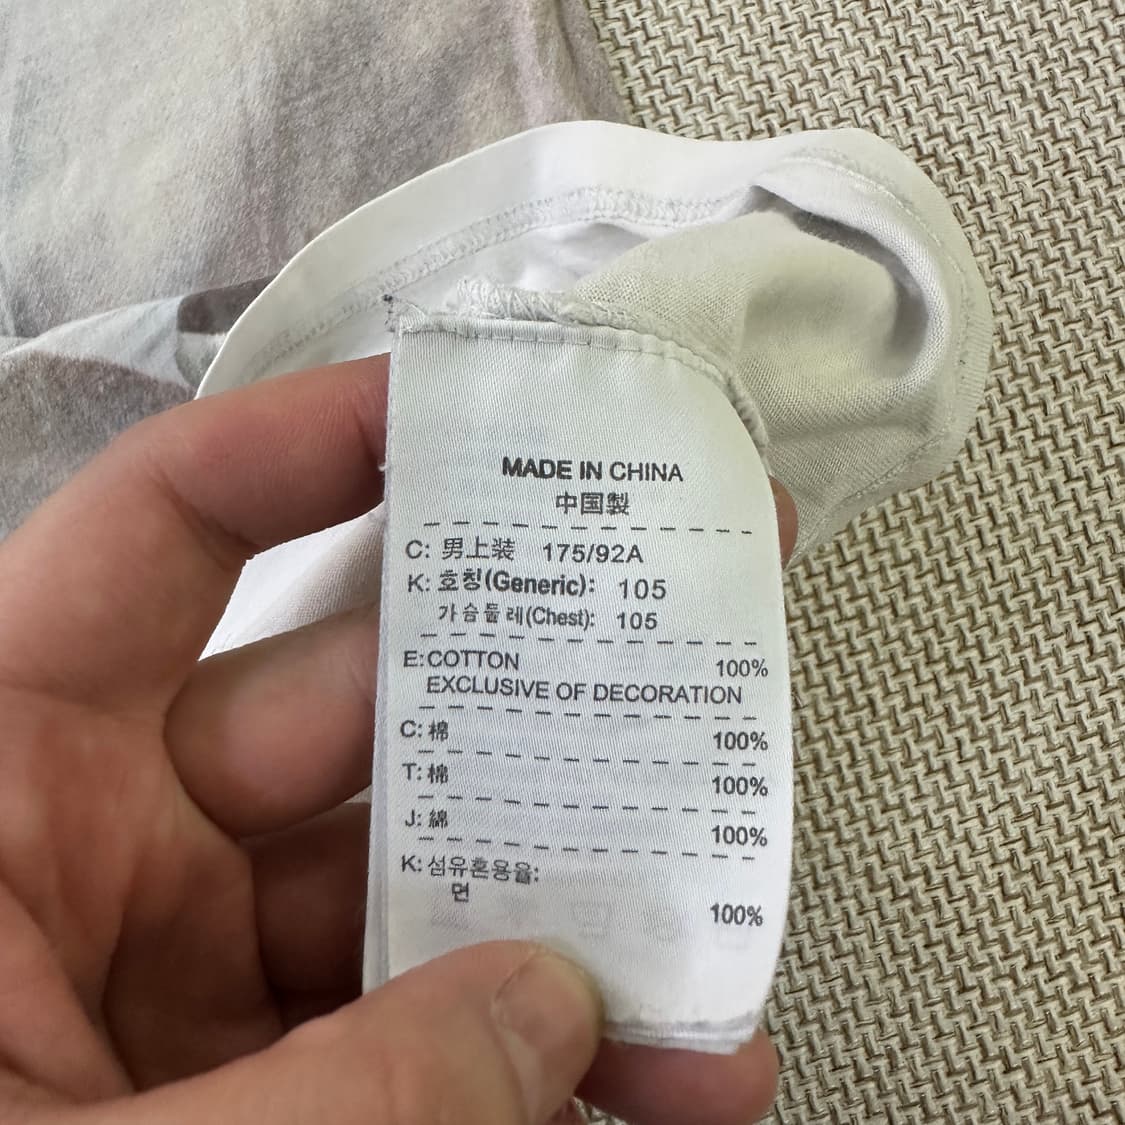 MADE IN CHINA
中国製
C: 男上装 175/92A
K: 호칭(Generic): 105
가슴둘레(Chest): 105
E:COTTON 100%
EXCLUSIVE OF DECORATION
C: 棉 100%
T: 棉 100%
J: 綿 100%
K: 섬유혼용율:
면
100%